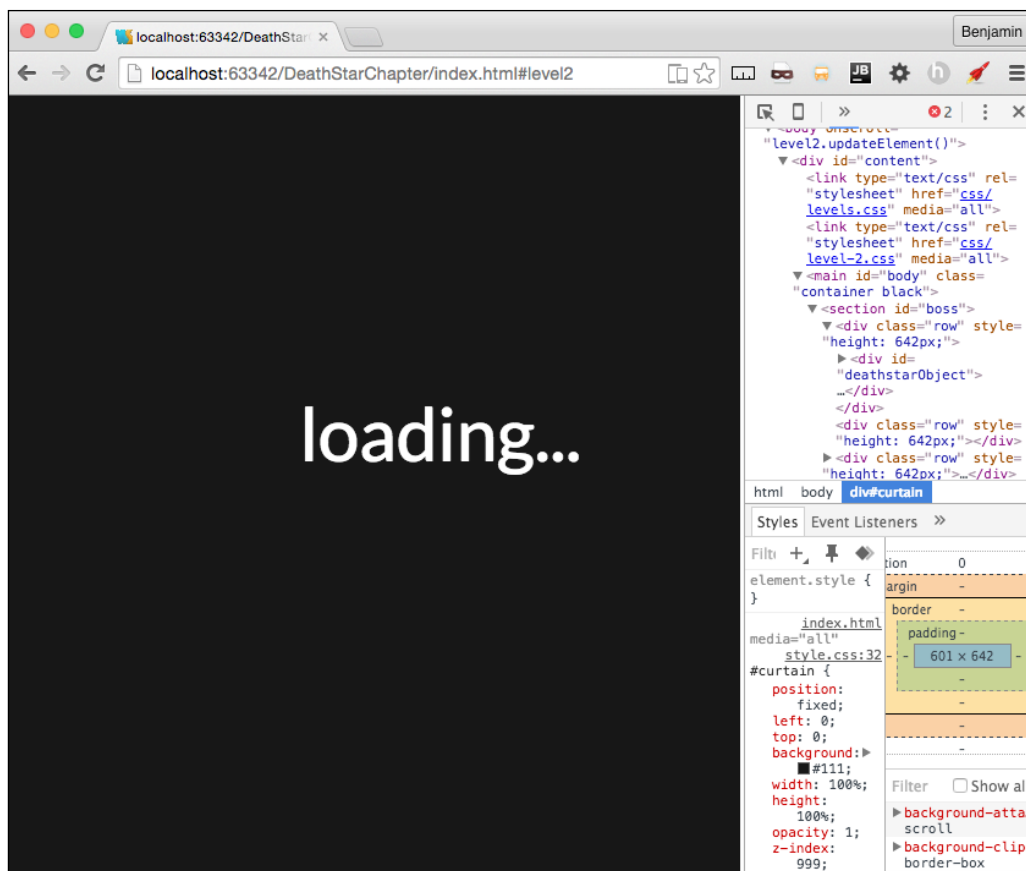 localhost:63342/DeathStar
Benjamin
localhost:63342/DeathStarChapter/index.html#level2
JB
h
loading...
2
<body onscroll=
"level2.updateElement()">
<div id="content">
<link type="text/css" rel=
"stylesheet" href="css/
levels.css" media="all">
<link type="text/css" rel=
"stylesheet" href="css/
level-2.css" media="all">
<main id="body" class=
"container black">
<section id="boss">
<div class="row" style=
"height: 642px;">
<div id=
"deathstarObject">
…</div>
</div>
<div class="row" style=
"height: 642px;"></div>
<div class="row" style=
"height: 642px;">…</div>
html body div#curtain
Styles Event Listeners »
Filt
element.style {
}
index.html
media="all"
style.css:32
#curtain {
position:
fixed;
left: 0;
top: 0;
background:
#111;
width: 100%;
height:
100%;
opacity: 1;
z-index:
999;
tion 0
argin -
border -
padding -
- - 601 × 642 -
-
-
-
-
Filter Show al
background-atta
scroll
background-clip
border-box